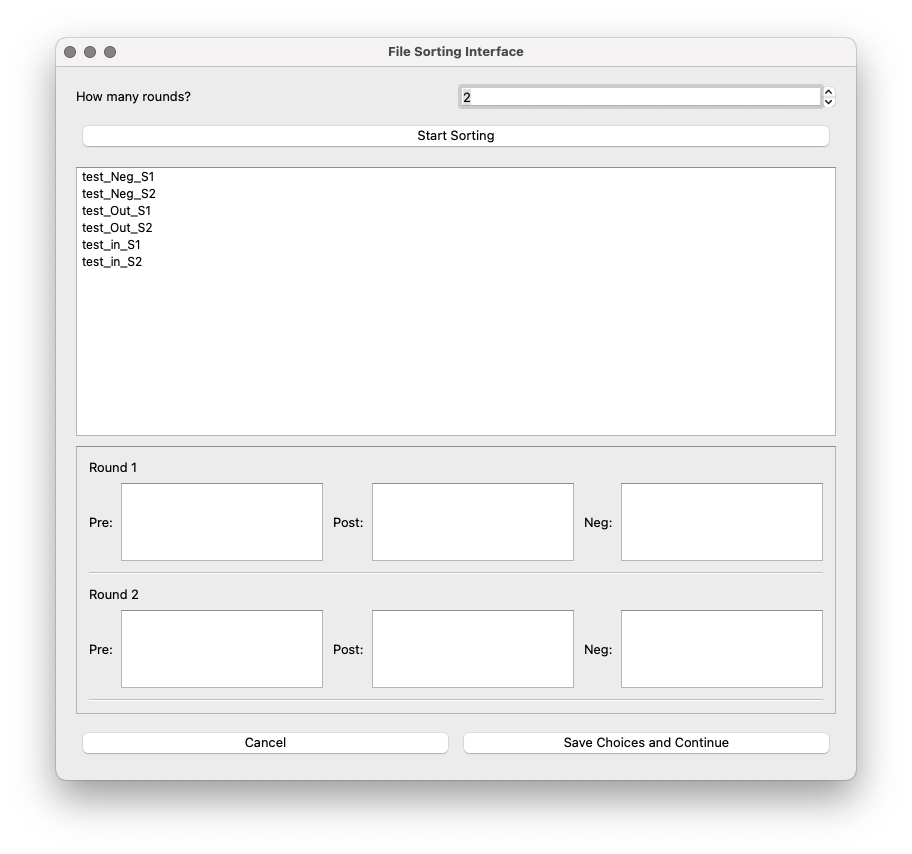 File Sorting Interface
How many rounds? 2
Start Sorting
test_Neg_S1
test_Neg_S2
test_Out_S1
test_Out_S2
test_in_S1
test_in_S2
Round 1
Pre: Post: Neg:
Round 2
Pre: Post: Neg:
Cancel Save Choices and Continue